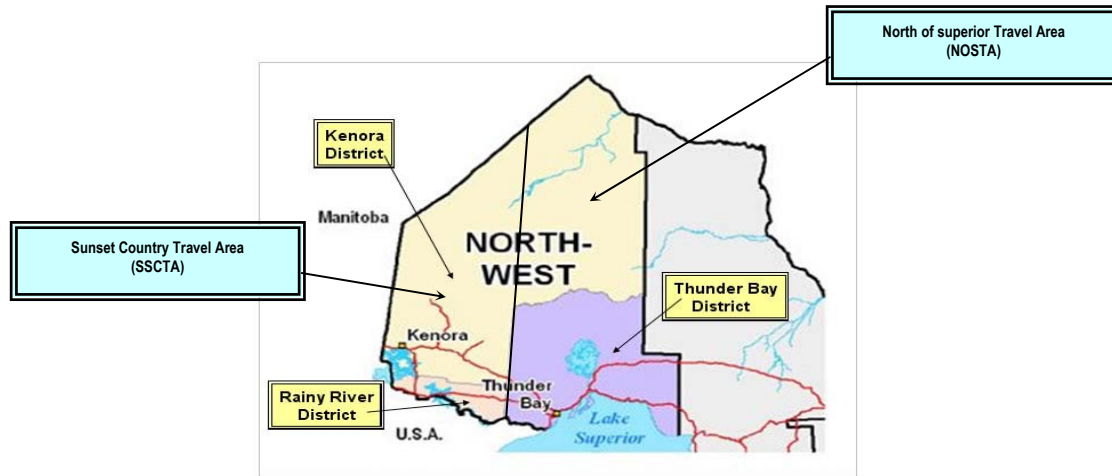 North of superior Travel Area
(NOSTA)
Kenora
District
Manitoba
Sunset Country Travel Area
(SSCTA)
NORTH-
WEST
Thunder Bay
District
Kenora
Rainy River
District
Thunder
Bay
U.S.A.
Lake
Superior